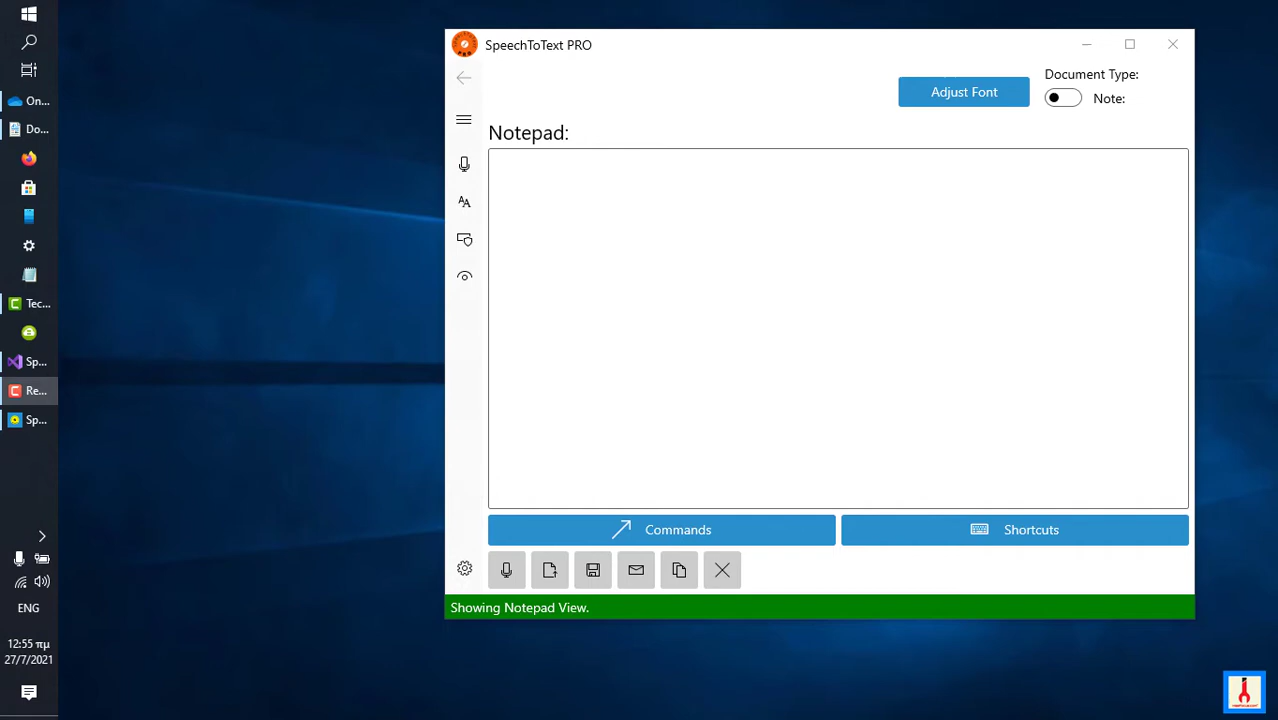 SpeechToText PRO
Document Type:
Adjust Font
Note:
Notepad:
Commands
Shortcuts
Showing Notepad View.
On...
Do...
Tec...
Sp...
Re...
Sp...
ENG
12:55 πμ
27/7/2021